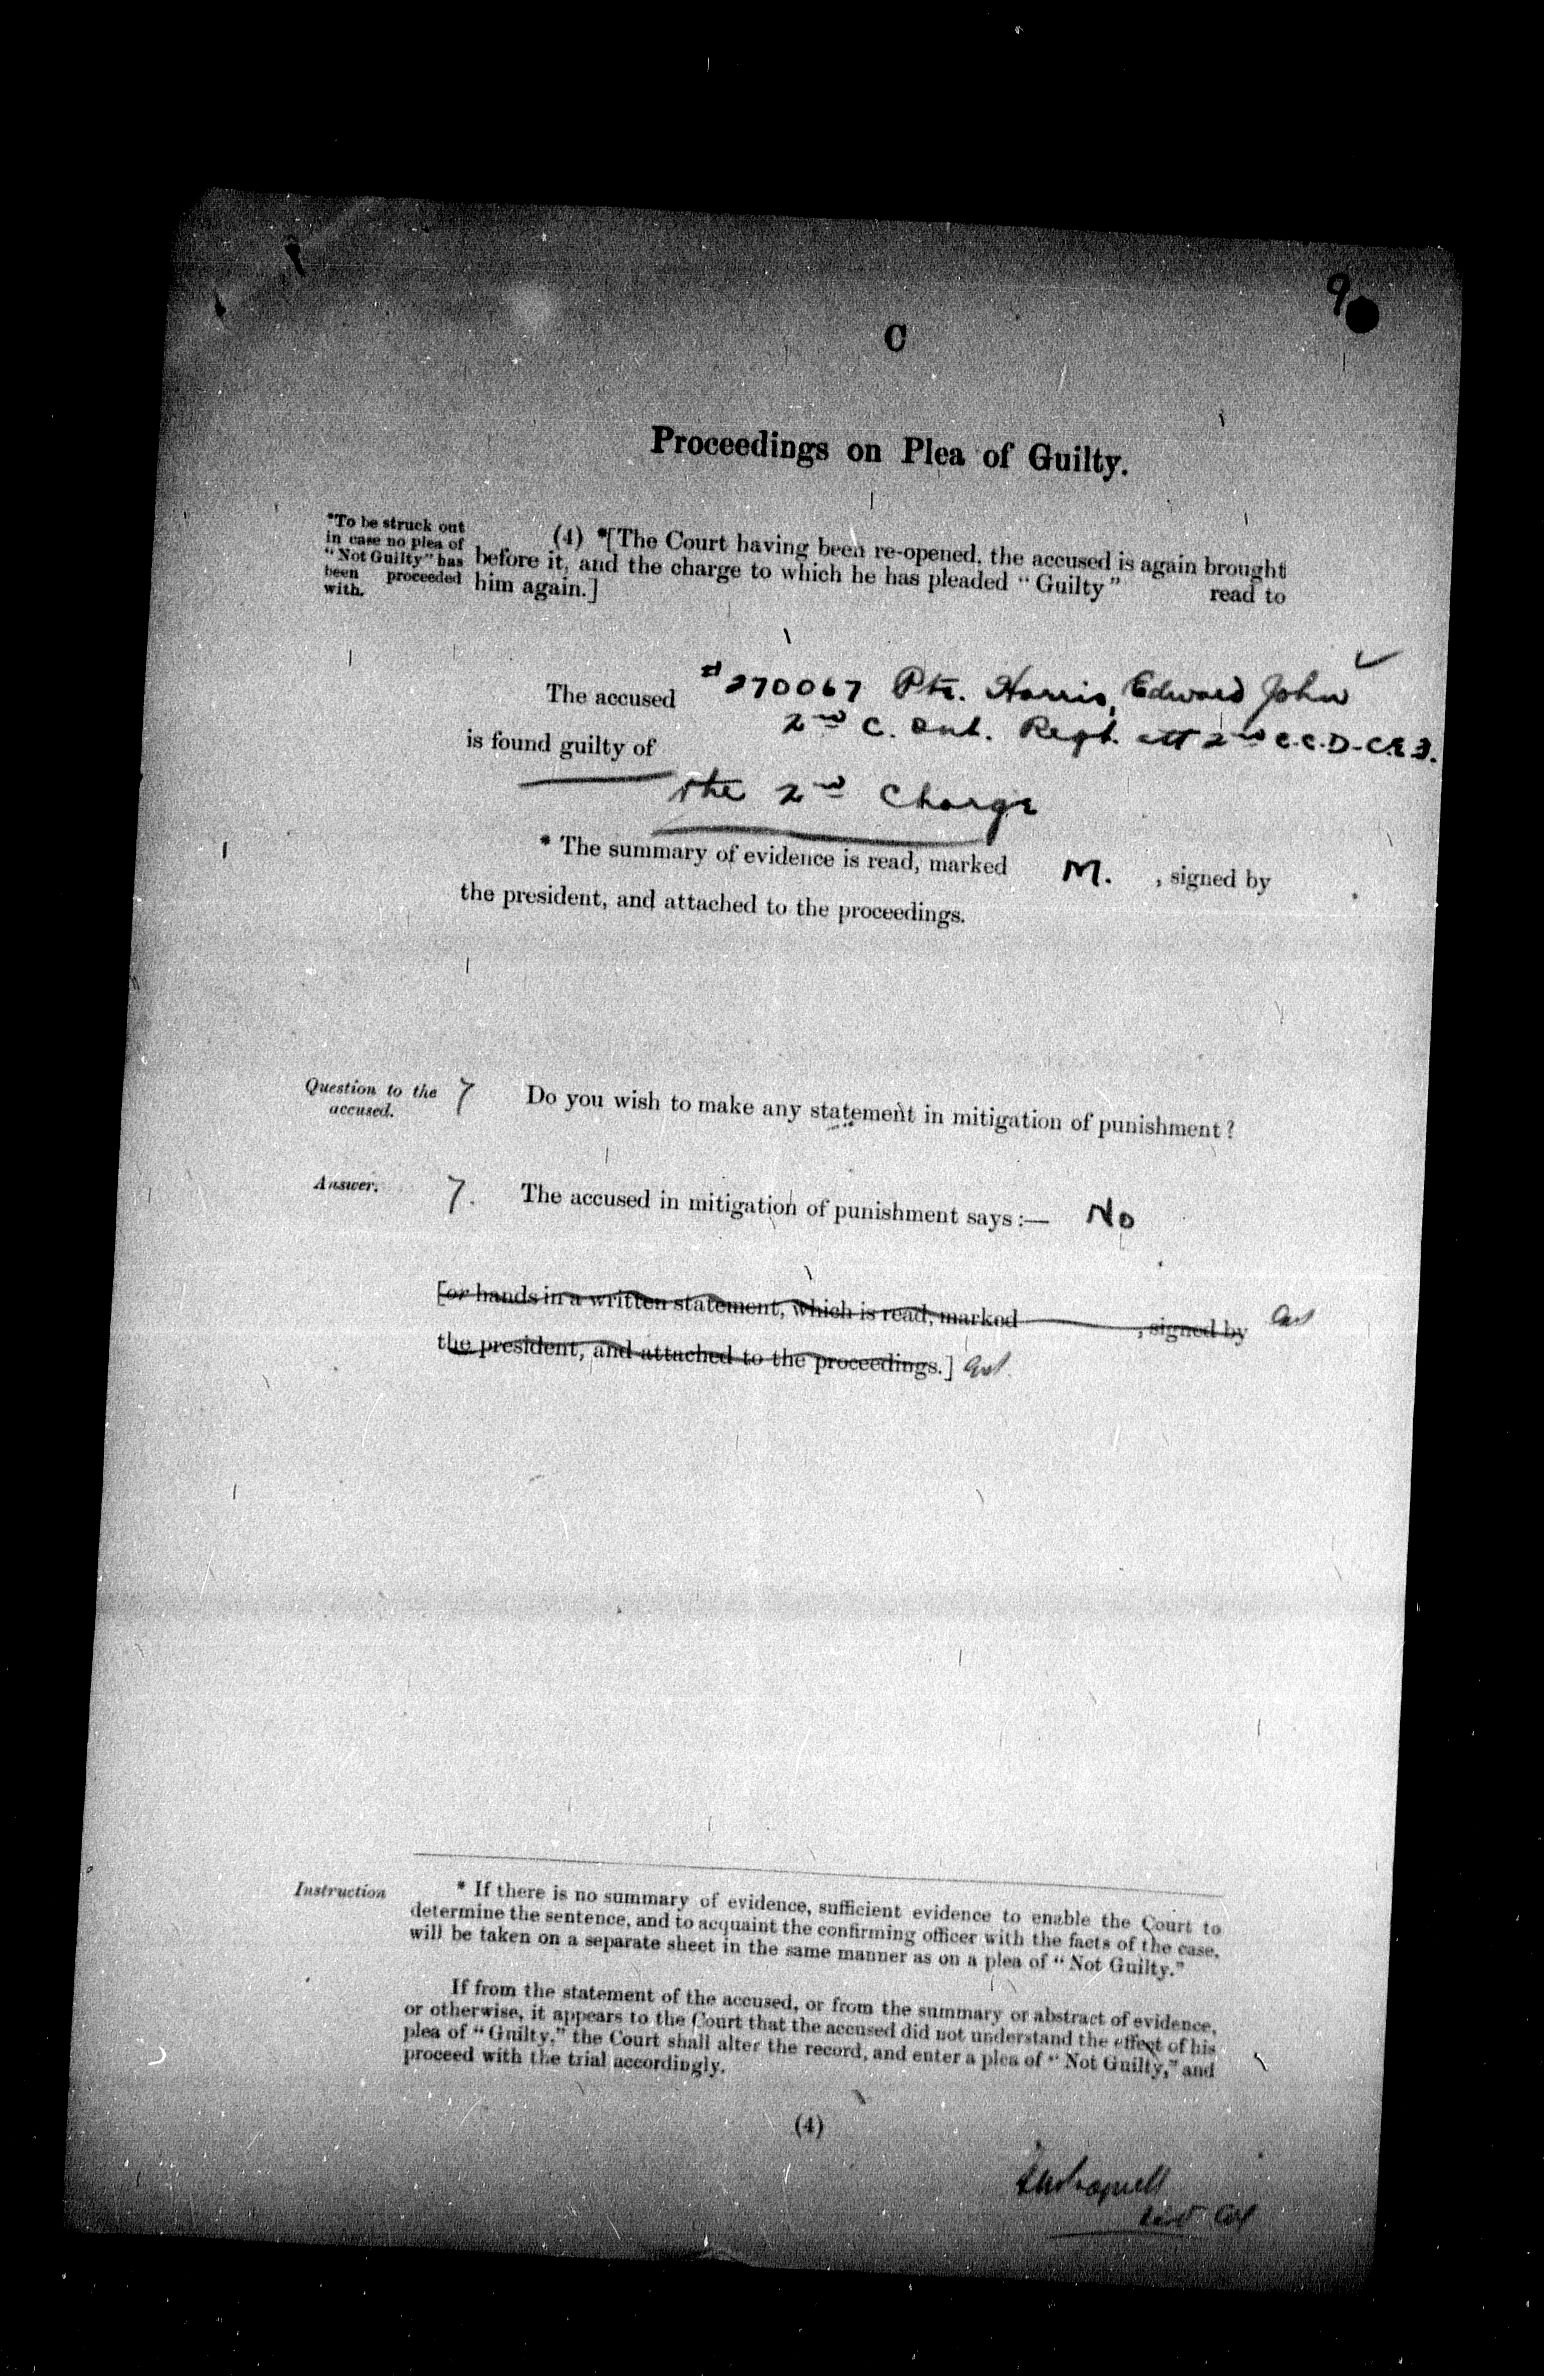 9
C
Proceedings on Plea of Guilty.
*To be struck out
in case no plea of
"Not Guilty" has
been proceeded
with.
(4) *[The Court having been re-opened, the accused is again brought
before it, and the charge to which he has pleaded "Guilty" read to
him again.]
The accused #270067 Pte. Harris, Edward John
2nd C. Ont. Regt. att 2nd C.C.D.
is found guilty of
the 2nd Charge
* The summary of evidence is read, marked M. , signed by
the president, and attached to the proceedings.
Question to the
accused.
7 Do you wish to make any statement in mitigation of punishment?
Answer. 7. The accused in mitigation of punishment says :— No
[or hands in a written statement, which is read, marked , signed by
the president, and attached to the proceedings.]
Instruction
* If there is no summary of evidence, sufficient evidence to enable the Court to
determine the sentence, and to acquaint the confirming officer with the facts of the case,
will be taken on a separate sheet in the same manner as on a plea of "Not Guilty."
If from the statement of the accused, or from the summary or abstract of evidence,
or otherwise, it appears to the Court that the accused did not understand the effect of his
plea of "Guilty," the Court shall alter the record, and enter a plea of "Not Guilty," and
proceed with the trial accordingly.
(4)